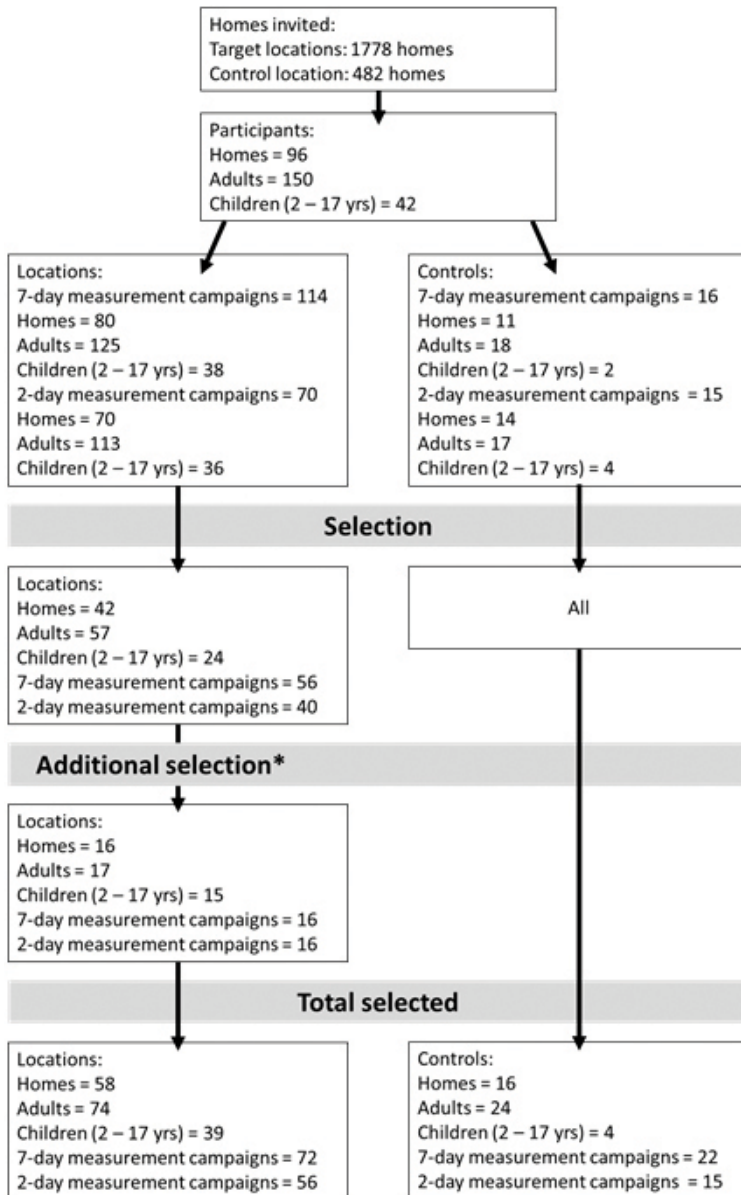 Homes invited:
Target locations: 1778 homes
Control location: 482 homes
Participants:
Homes = 96
Adults = 150
Children (2 – 17 yrs) = 42
Locations:
7-day measurement campaigns = 114
Homes = 80
Adults = 125
Children (2 – 17 yrs) = 38
2-day measurement campaigns = 70
Homes = 70
Adults = 113
Children (2 – 17 yrs) = 36
Controls:
7-day measurement campaigns = 16
Homes = 11
Adults = 18
Children (2 – 17 yrs) = 2
2-day measurement campaigns = 15
Homes = 14
Adults = 17
Children (2 – 17 yrs) = 4
Selection
Locations:
Homes = 42
Adults = 57
Children (2 – 17 yrs) = 24
7-day measurement campaigns = 56
2-day measurement campaigns = 40
All
Additional selection*
Locations:
Homes = 16
Adults = 17
Children (2 – 17 yrs) = 15
7-day measurement campaigns = 16
2-day measurement campaigns = 16
Total selected
Locations:
Homes = 58
Adults = 74
Children (2 – 17 yrs) = 39
7-day measurement campaigns = 72
2-day measurement campaigns = 56
Controls:
Homes = 16
Adults = 24
Children (2 – 17 yrs) = 4
7-day measurement campaigns = 22
2-day measurement campaigns = 15